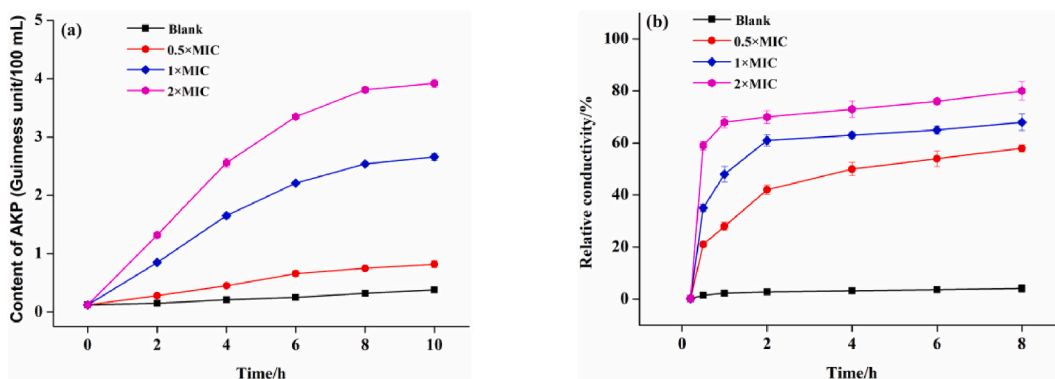 (a)
Blank
0.5×MIC
1×MIC
2×MIC
Content of AKP (Guinness unit/100 mL)
5
4
3
2
1
0
0 2 4 6 8 10
Time/h
(b)
Blank
0.5×MIC
1×MIC
2×MIC
Relative conductivity/%
100
80
60
40
20
0
0 2 4 6 8
Time/h